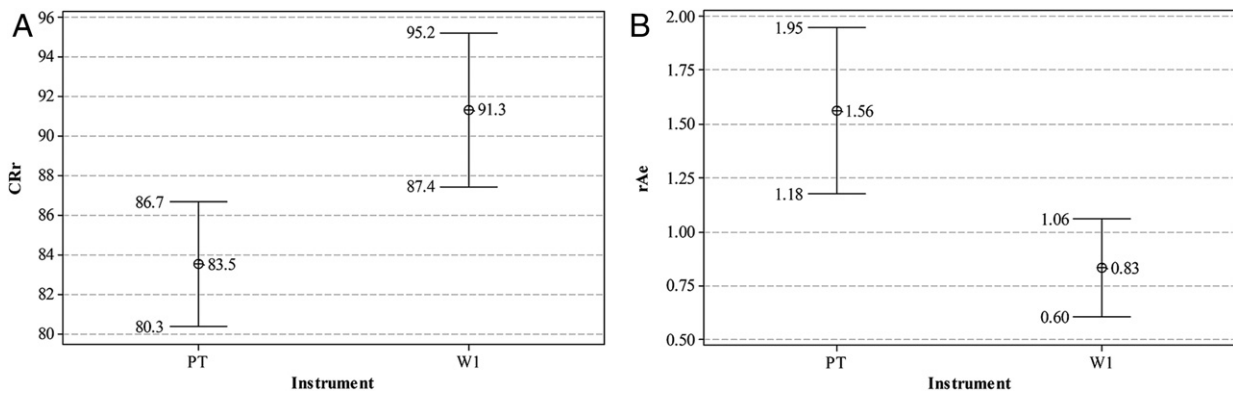 A
96
94
92
90
88
86
84
82
80
CRr
86.7
83.5
80.3
95.2
91.3
87.4
PT
W1
Instrument
B
2.00
1.75
1.50
1.25
1.00
0.75
0.50
rAe
1.95
1.56
1.18
1.06
0.83
0.60
PT
W1
Instrument